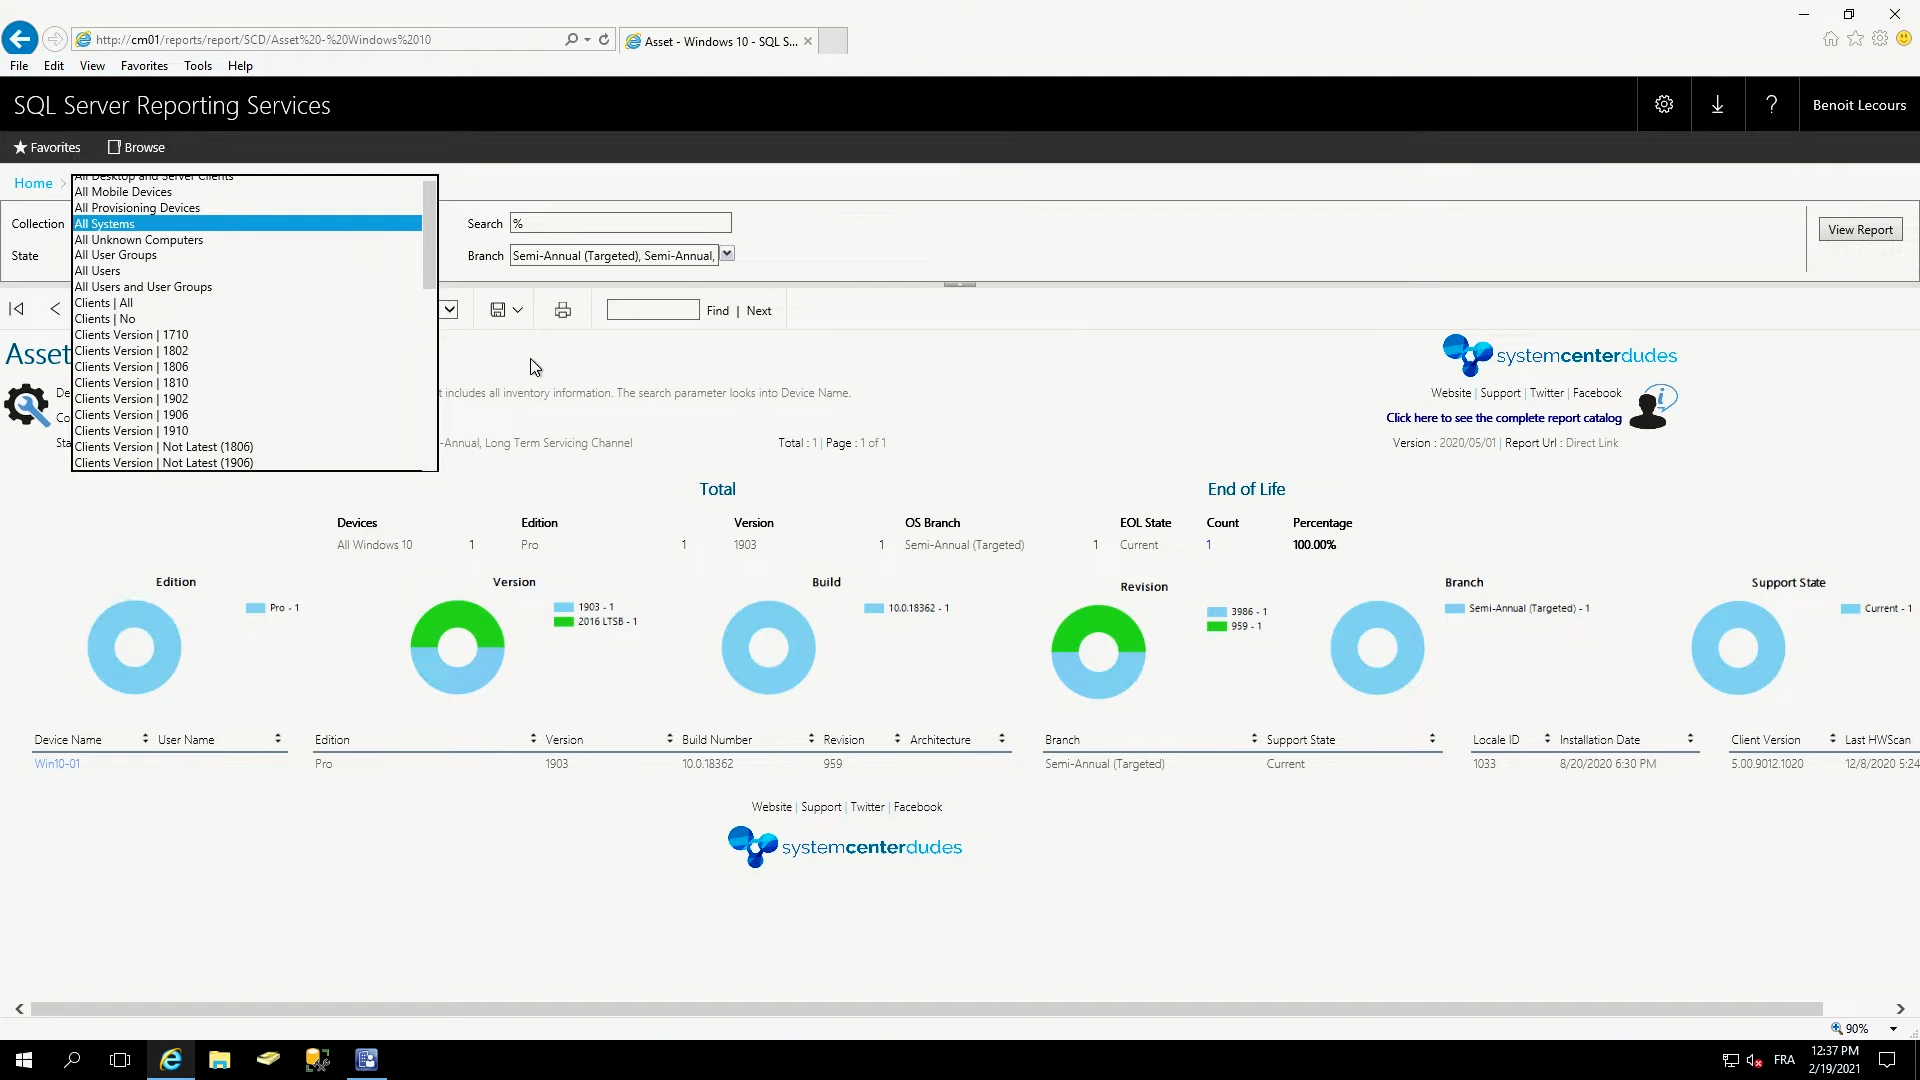 http://cm01/reports/report/SCD/Asset%20-%20Windows%2010
Asset - Windows 10 - SQL S...
File Edit View Favorites Tools Help
SQL Server Reporting Services
? Benoit Lecours
Favorites Browse
Home >
All Desktop and Server Clients
All Mobile Devices
All Provisioning Devices
Collection All Systems Search %
All Unknown Computers View Report
State All User Groups Branch Semi-Annual (Targeted), Semi-Annual,
All Users
All Users and User Groups
Clients | All
Clients | No Find | Next
Clients Version | 1710
Clients Version | 1802
Asset
Clients Version | 1806
Clients Version | 1810
Clients Version | 1902
Clients Version | 1906
Clients Version | 1910
Clients Version | Not Latest (1806)
Clients Version | Not Latest (1906)
systemcenterdudes
De t includes all inventory information. The search parameter looks into Device Name. Website | Support | Twitter | Facebook
Co Click here to see the complete report catalog
Sta -Annual, Long Term Servicing Channel Total : 1 | Page : 1 of 1 Version : 2020/05/01 | Report Url : Direct Link
Total End of Life
Devices Edition Version OS Branch EOL State Count Percentage
All Windows 10 1 Pro 1 1903 1 Semi-Annual (Targeted) 1 Current 1 100.00%
Edition Version Build Revision Branch Support State
Pro - 1
1903 - 1
2016 LTSB - 1
10.0.18362 - 1
3986 - 1
959 - 1
Semi-Annual (Targeted) - 1
Current - 1
Device Name User Name Edition Version Build Number Revision Architecture Branch Support State Locale ID Installation Date Client Version Last HWScan
Win10-01 Pro 1903 10.0.18362 959 Semi-Annual (Targeted) Current 1033 8/20/2020 6:30 PM 5.00.9012.1020 12/8/2020 5:24
Website | Support | Twitter | Facebook
systemcenterdudes
90%
FRA 12:37 PM
2/19/2021